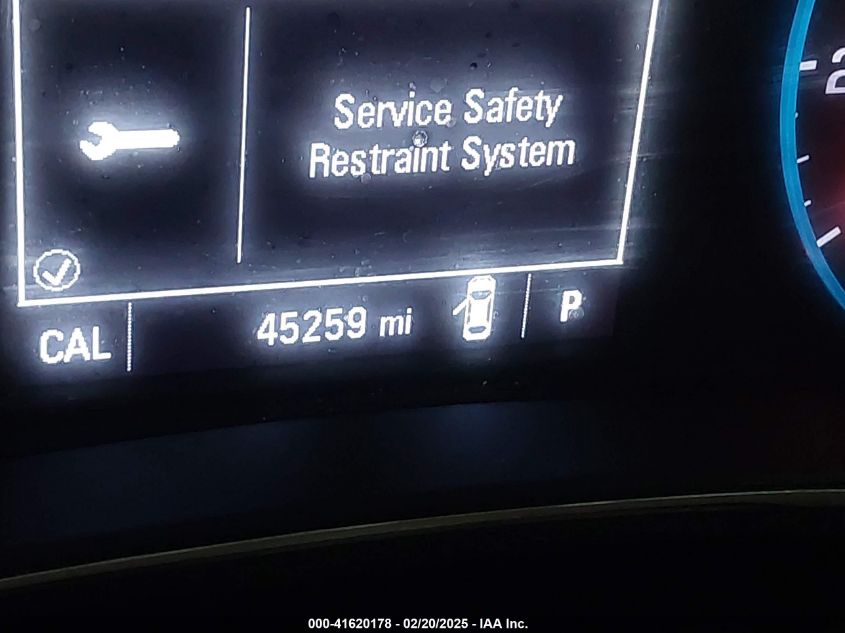 Service Safety
Restraint System
CAL
45259 mi
P
000-41620178 - 02/20/2025 - IAA Inc.